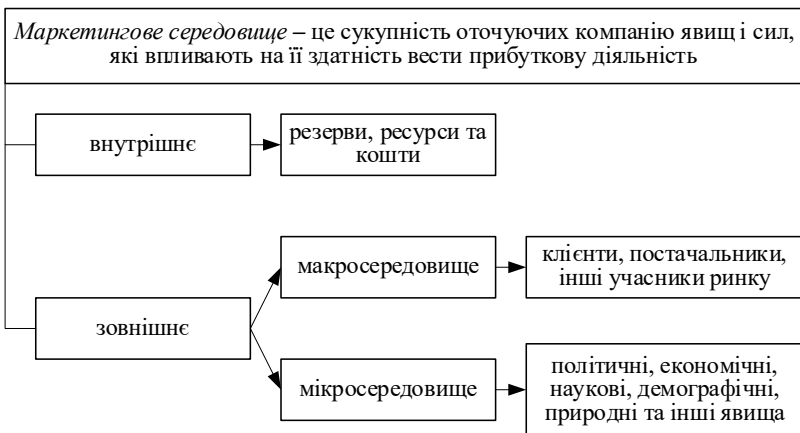 Маркетингове середовище – це сукупність оточуючих компанію явищ і сил,
які впливають на її здатність вести прибуткову діяльність
внутрішнє
резерви, ресурси та
кошти
зовнішнє
макросередовище
клієнти, постачальники,
інші учасники ринку
мікросередовище
політичні, економічні,
наукові, демографічні,
природні та інші явища